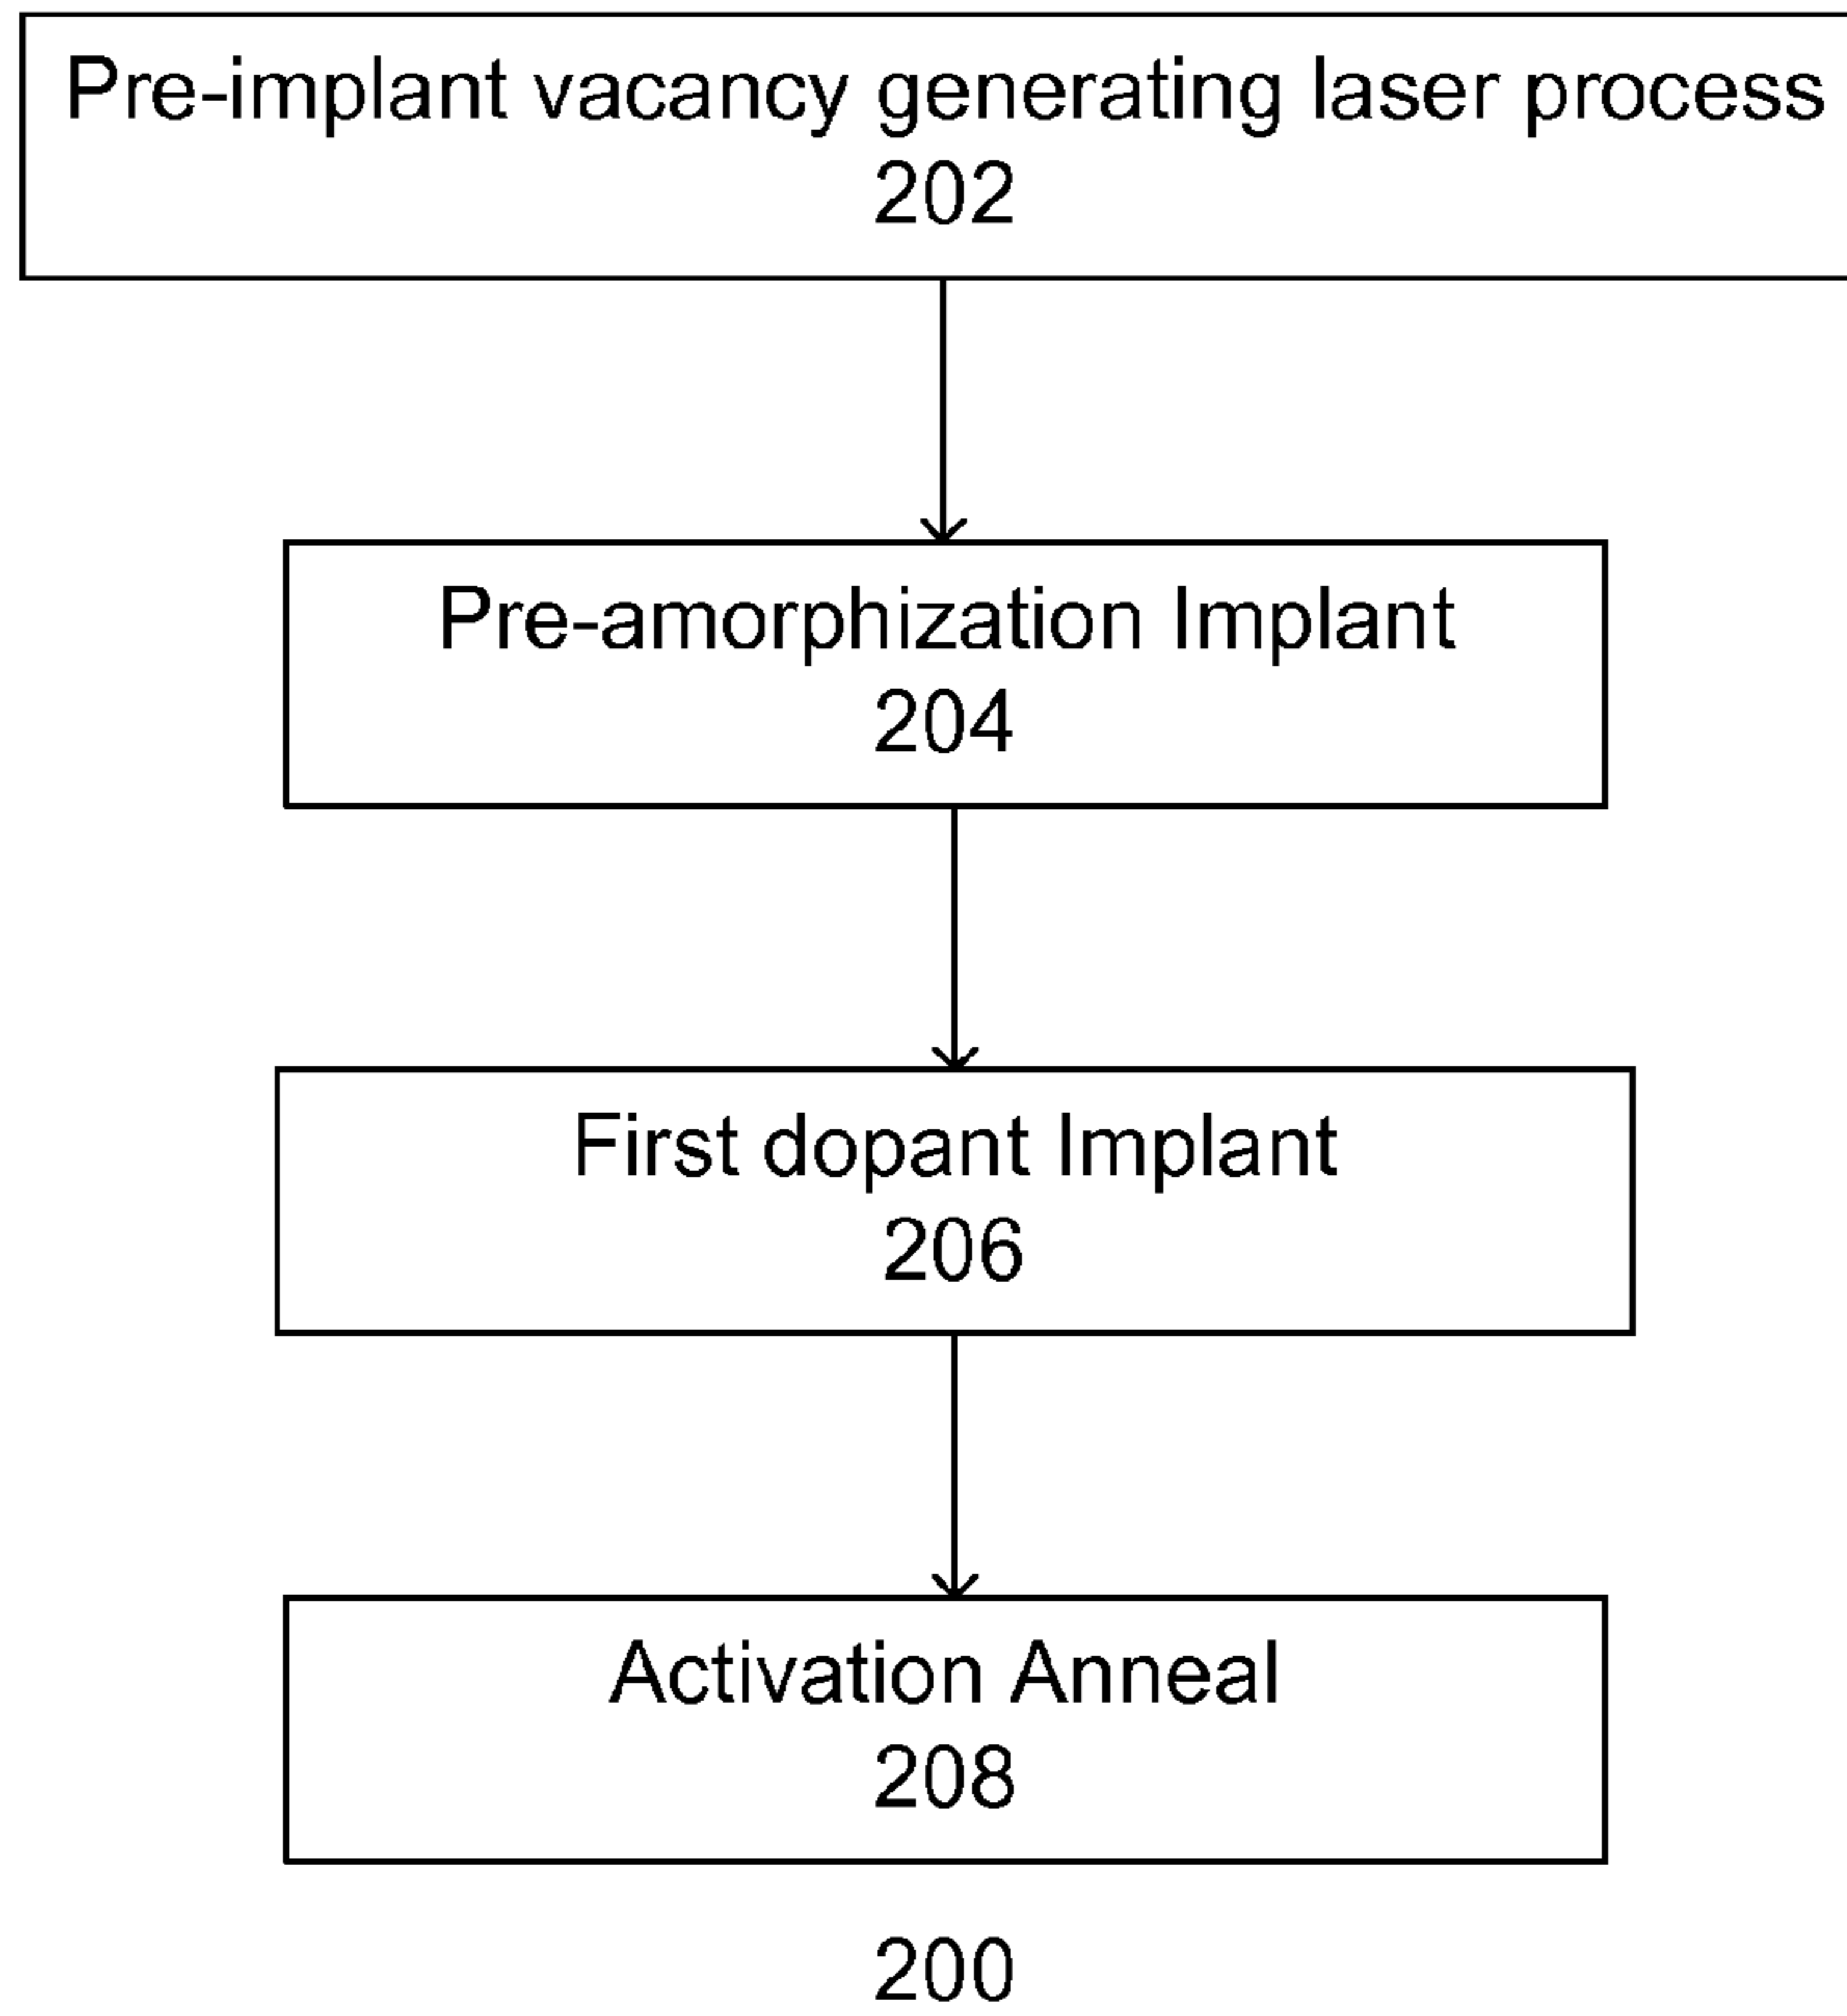 Pre-implant vacancy generating laser process
202
Pre-amorphization Implant
204
First dopant Implant
206
Activation Anneal
208
200